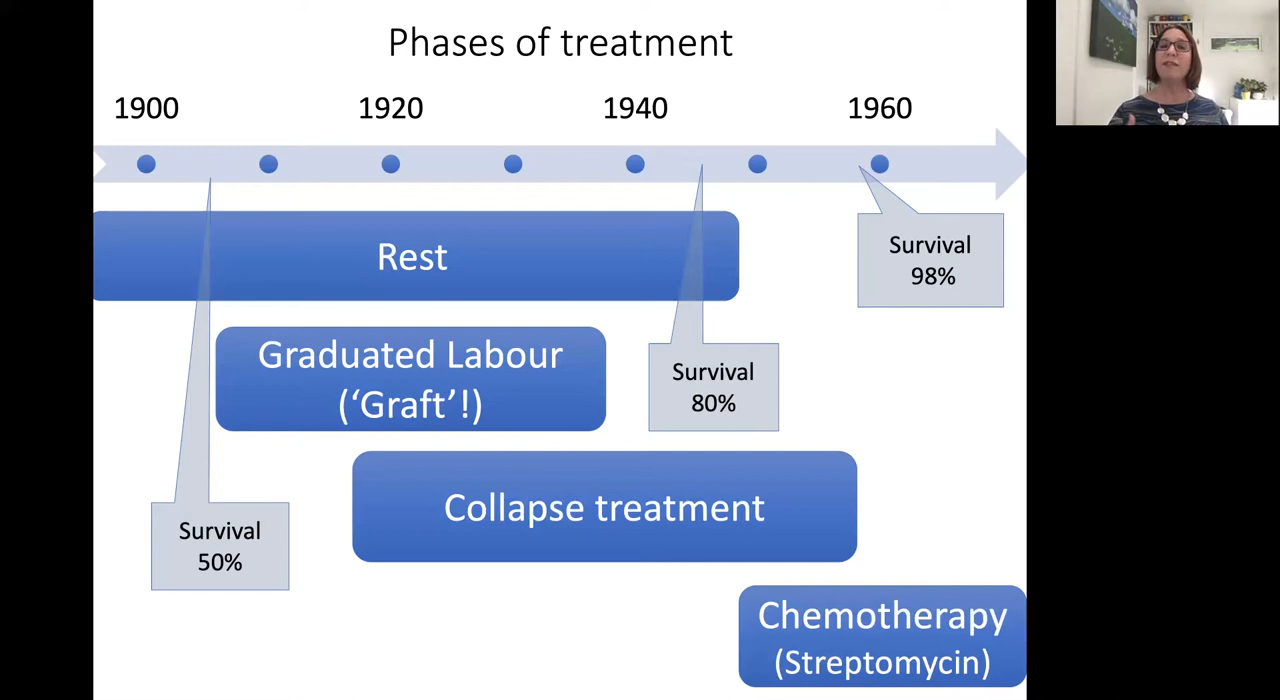 Phases of treatment
1900 1920 1940 1960
Rest
Survival
98%
Graduated Labour
(‘Graft’!)
Survival
80%
Collapse treatment
Survival
50%
Chemotherapy
(Streptomycin)